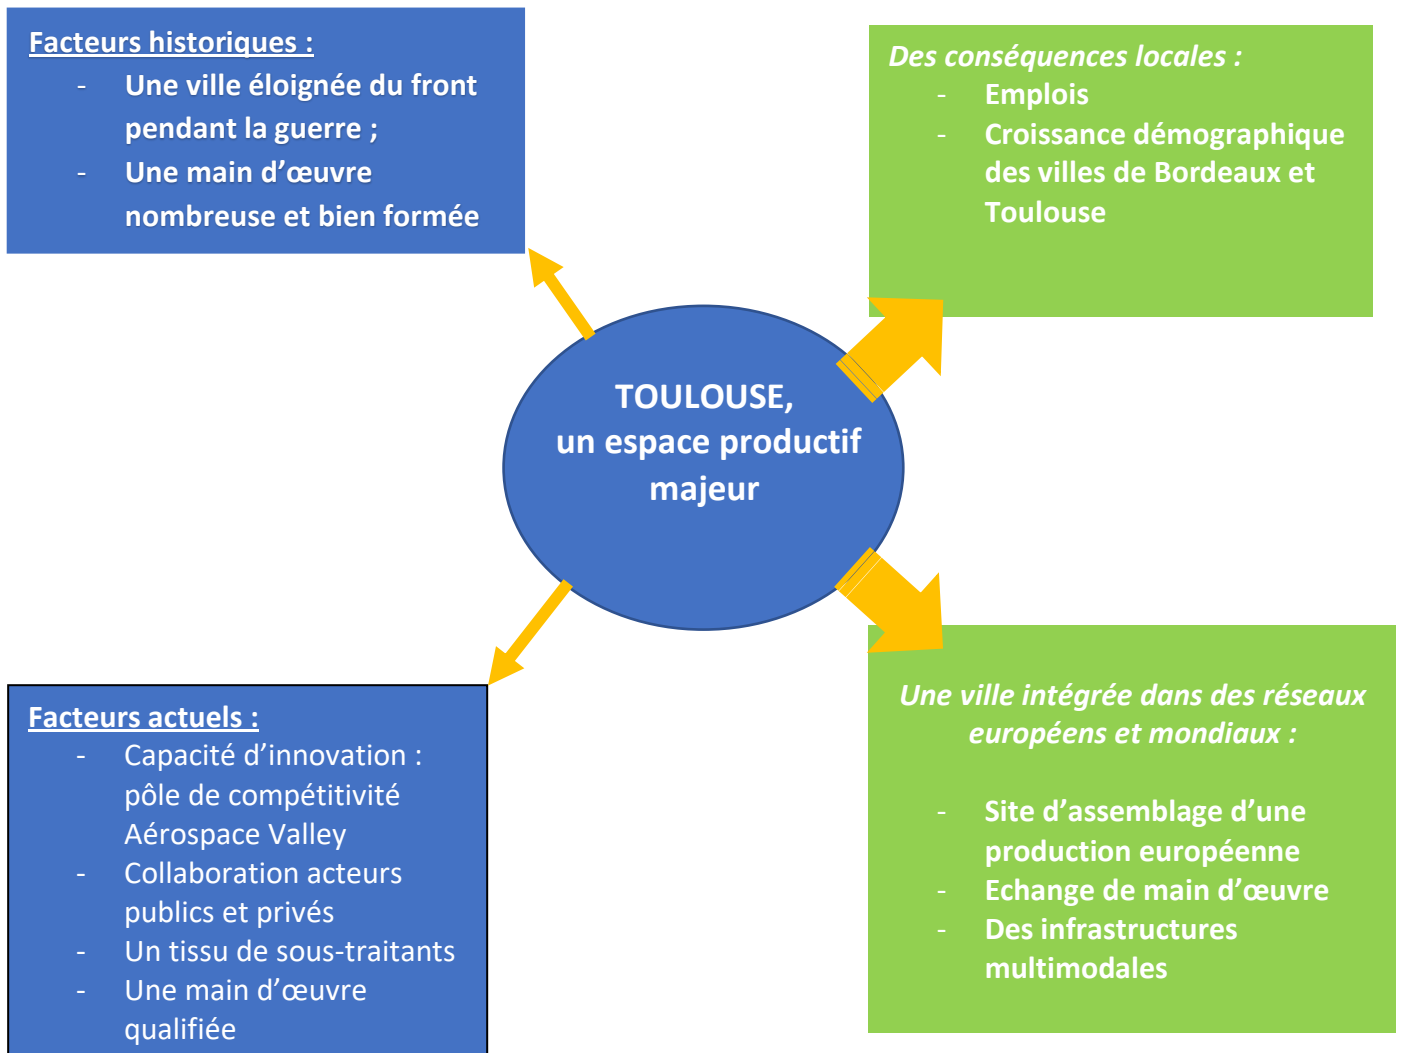 Facteurs historiques :
- Une ville éloignée du front
pendant la guerre ;
- Une main d’œuvre
nombreuse et bien formée
Des conséquences locales :
- Emplois
- Croissance démographique
des villes de Bordeaux et
Toulouse
TOULOUSE,
un espace productif
majeur
Facteurs actuels :
- Capacité d’innovation :
pôle de compétitivité
Aérospace Valley
- Collaboration acteurs
publics et privés
- Un tissu de sous-traitants
- Une main d’œuvre
qualifiée
Une ville intégrée dans des réseaux
européens et mondiaux :
- Site d’assemblage d’une
production européenne
- Echange de main d’œuvre
- Des infrastructures
multimodales